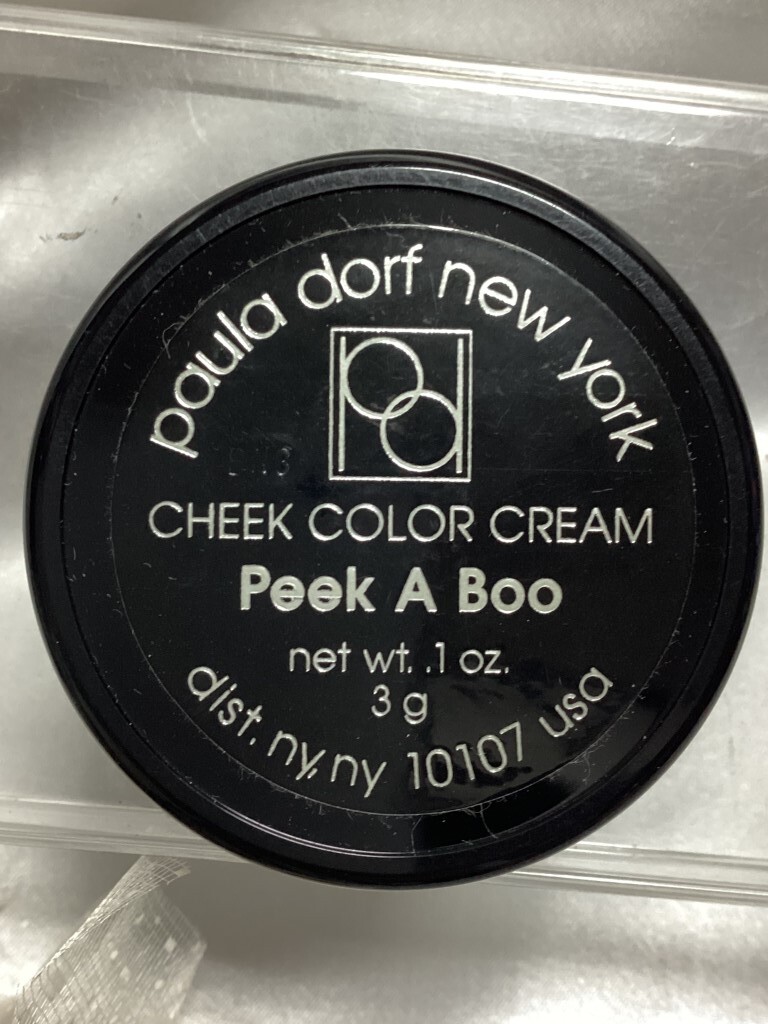 paula dorf new york
pd
CHEEK COLOR CREAM
Peek A Boo
net wt. .1 oz.
3 g
dist. ny, ny 10107 usa